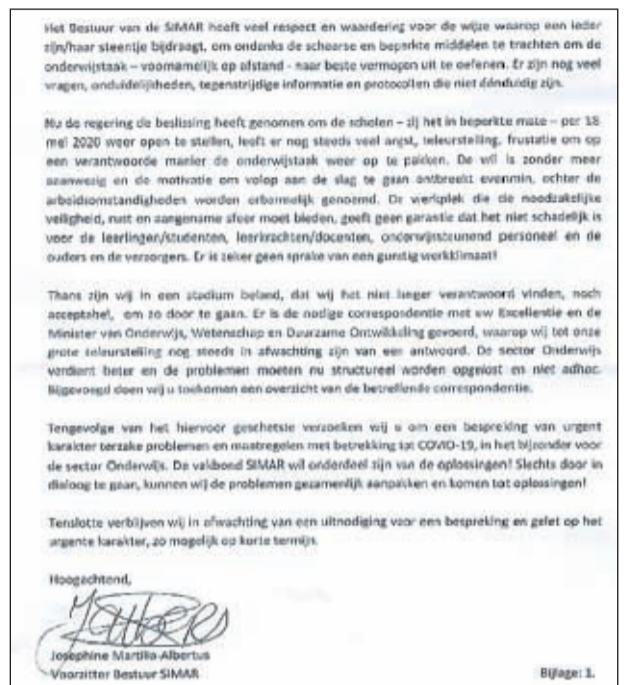 Het Bestuur van de SIMAR heeft veel respect en waardering voor de wijze waarop een ieder
zijn/haar steentje bijdraagt, om ondanks de schaarse en beperkte middelen te trachten om de
onderwijstaak – voornamelijk op afstand - naar beste vermogen uit te oefenen. Er zijn nog veel
vragen, onduidelijkheden, tegenstrijdige informatie en protocollen die niet éénduidig zijn.
Nu de regering de beslissing heeft genomen om de scholen – zij het in beperkte mate – per 18
mei 2020 weer open te stellen, leeft er nog steeds veel angst, teleurstelling, frustatie om op
een verantwoorde manier de onderwijstaak weer op te pakken. De wil is zonder meer
aanwezig en de motivatie om volop aan de slag te gaan ontbreekt evenmin, echter de
arbeidsomstandigheden worden erbarmelijk genoemd. De werkplek die de noodzakelijke
veiligheid, rust en aangename sfeer moet bieden, geeft geen garantie dat het niet schadelijk is
voor de leerlingen/studenten, leerkrachten/docenten, onderwijsteunend personeel en de
ouders en de verzorgers. Er is zeker geen sprake van een gunstig werkklimaat!
Thans zijn wij in een stadium beland, dat wij het niet langer verantwoord vinden, noch
acceptabel, om zo door te gaan. Er is de nodige correspondentie met uw Excellentie en de
Minister van Onderwijs, Wetenschap en Duurzame Ontwikkeling gevoerd, waarop wij tot onze
grote teleurstelling nog steeds in afwachting zijn van een antwoord. De sector Onderwijs
verdient beter en de problemen moeten nu structureel worden opgelost en niet adhoc.
Bijgevoegd doen wij u toekomen een overzicht van de betreffende correspondentie.
Tengevolge van het hiervoor geschetste verzoeken wij u om een bespreking van urgent
karakter terzake problemen en maatregelen met betrekking tot COVID-19, in het bijzonder voor
de sector Onderwijs. De vakbond SIMAR wil onderdeel zijn van de oplossingen! Slechts door in
dialoog te gaan, kunnen wij de problemen gezamenlijk aanpakken en komen tot oplossingen!
Tenslotte verblijven wij in afwachting van een uitnodiging voor een bespreking en gelet op het
urgente karakter, zo mogelijk op korte termijn.
Hoogachtend,
Josephine Martilia-Albertus
Voorzitter Bestuur SIMAR
Bijlage: 1.